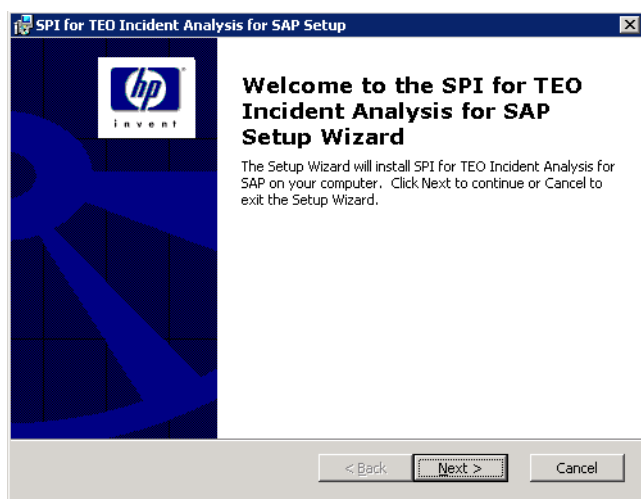 SPI for TEO Incident Analysis for SAP Setup
hp
invent
Welcome to the SPI for TEO
Incident Analysis for SAP
Setup Wizard
The Setup Wizard will install SPI for TEO Incident Analysis for
SAP on your computer. Click Next to continue or Cancel to
exit the Setup Wizard.
< Back
Next >
Cancel